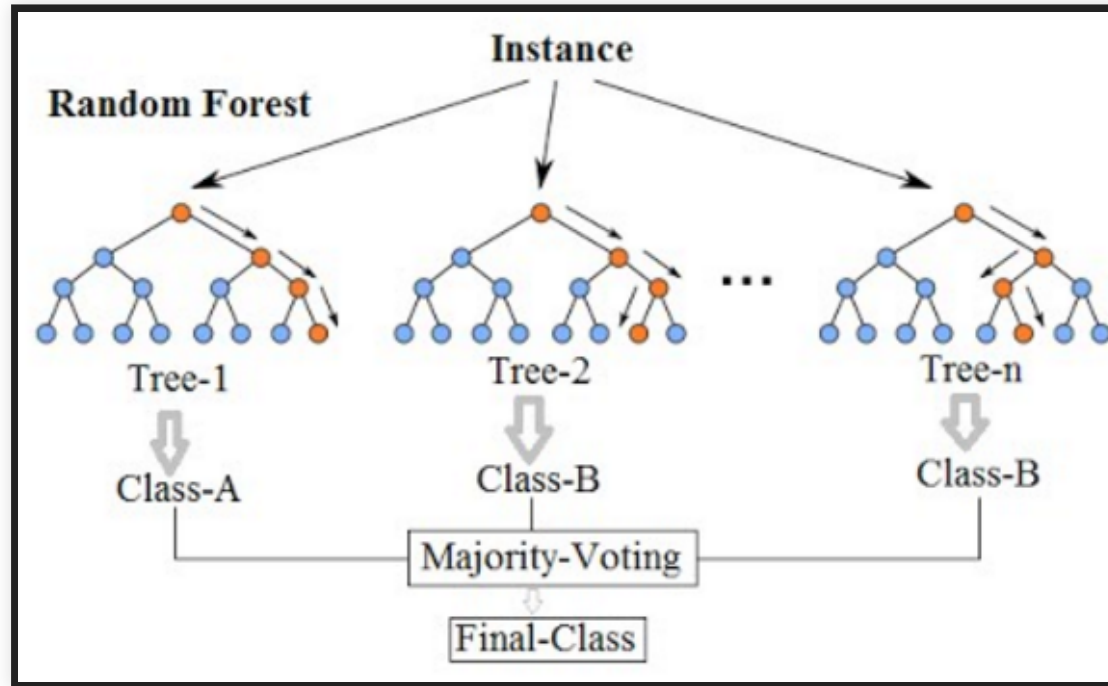 Instance
Random Forest
...
Tree-1
Tree-2
Tree-n
Class-A
Class-B
Class-B
Majority-Voting
Final-Class